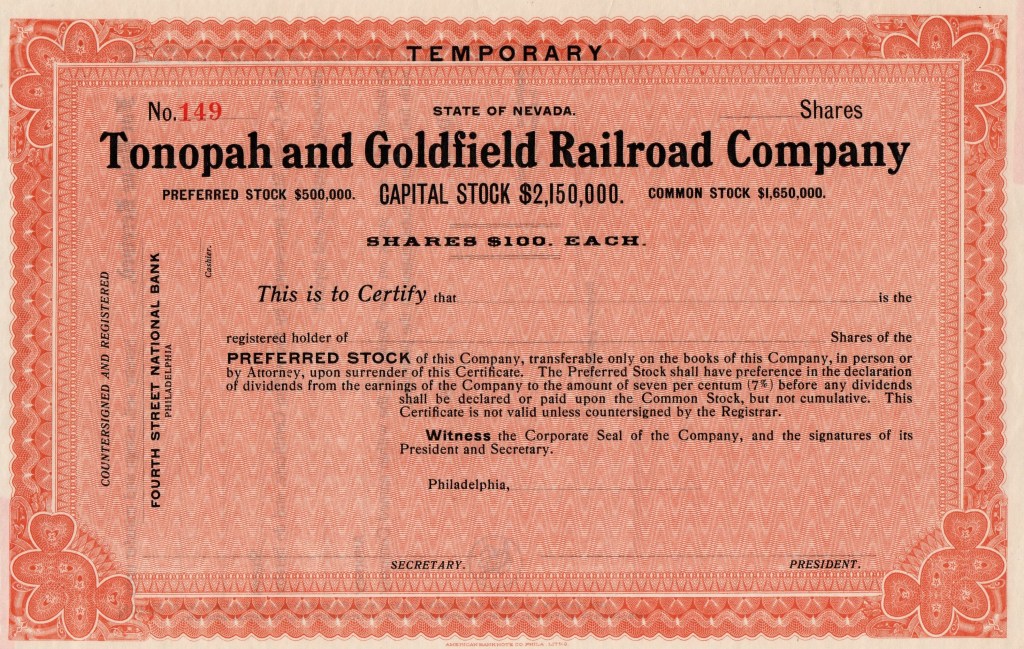 TEMPORARY
No. 149
STATE OF NEVADA.
Shares
Tonopah and Goldfield Railroad Company
PREFERRED STOCK $500,000. CAPITAL STOCK $2,150,000. COMMON STOCK $1,650,000.
SHARES $100. EACH.
This is to Certify that is the
registered holder of Shares of the
PREFERRED STOCK of this Company, transferable only on the books of this Company, in person or
by Attorney, upon surrender of this Certificate. The Preferred Stock shall have preference in the declaration
of dividends from the earnings of the Company to the amount of seven per centum (7%) before any dividends
shall be declared or paid upon the Common Stock, but not cumulative. This
Certificate is not valid unless countersigned by the Registrar.
Witness the Corporate Seal of the Company, and the signatures of its
President and Secretary.
Philadelphia,
SECRETARY. PRESIDENT.
COUNTERSIGNED AND REGISTERED
FOURTH STREET NATIONAL BANK
PHILADELPHIA
Cashier.
AMERICAN BANK NOTE CO. PHILA. LITHO.